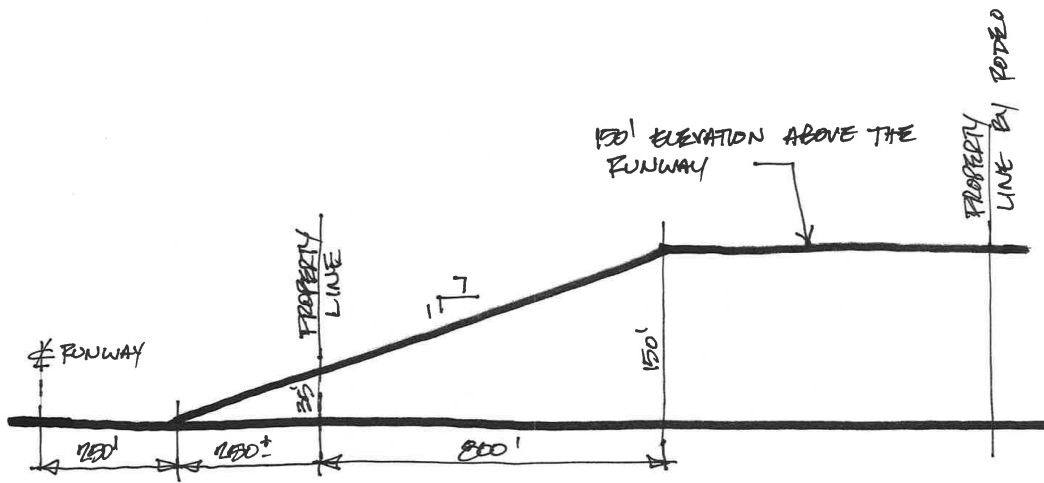 150' ELEVATION ABOVE THE
RUNWAY
PROPERTY
LINE BY RODEO
PROPERTY
LINE
1
7
℄ RUNWAY
35'
150'
250'
250±
800'